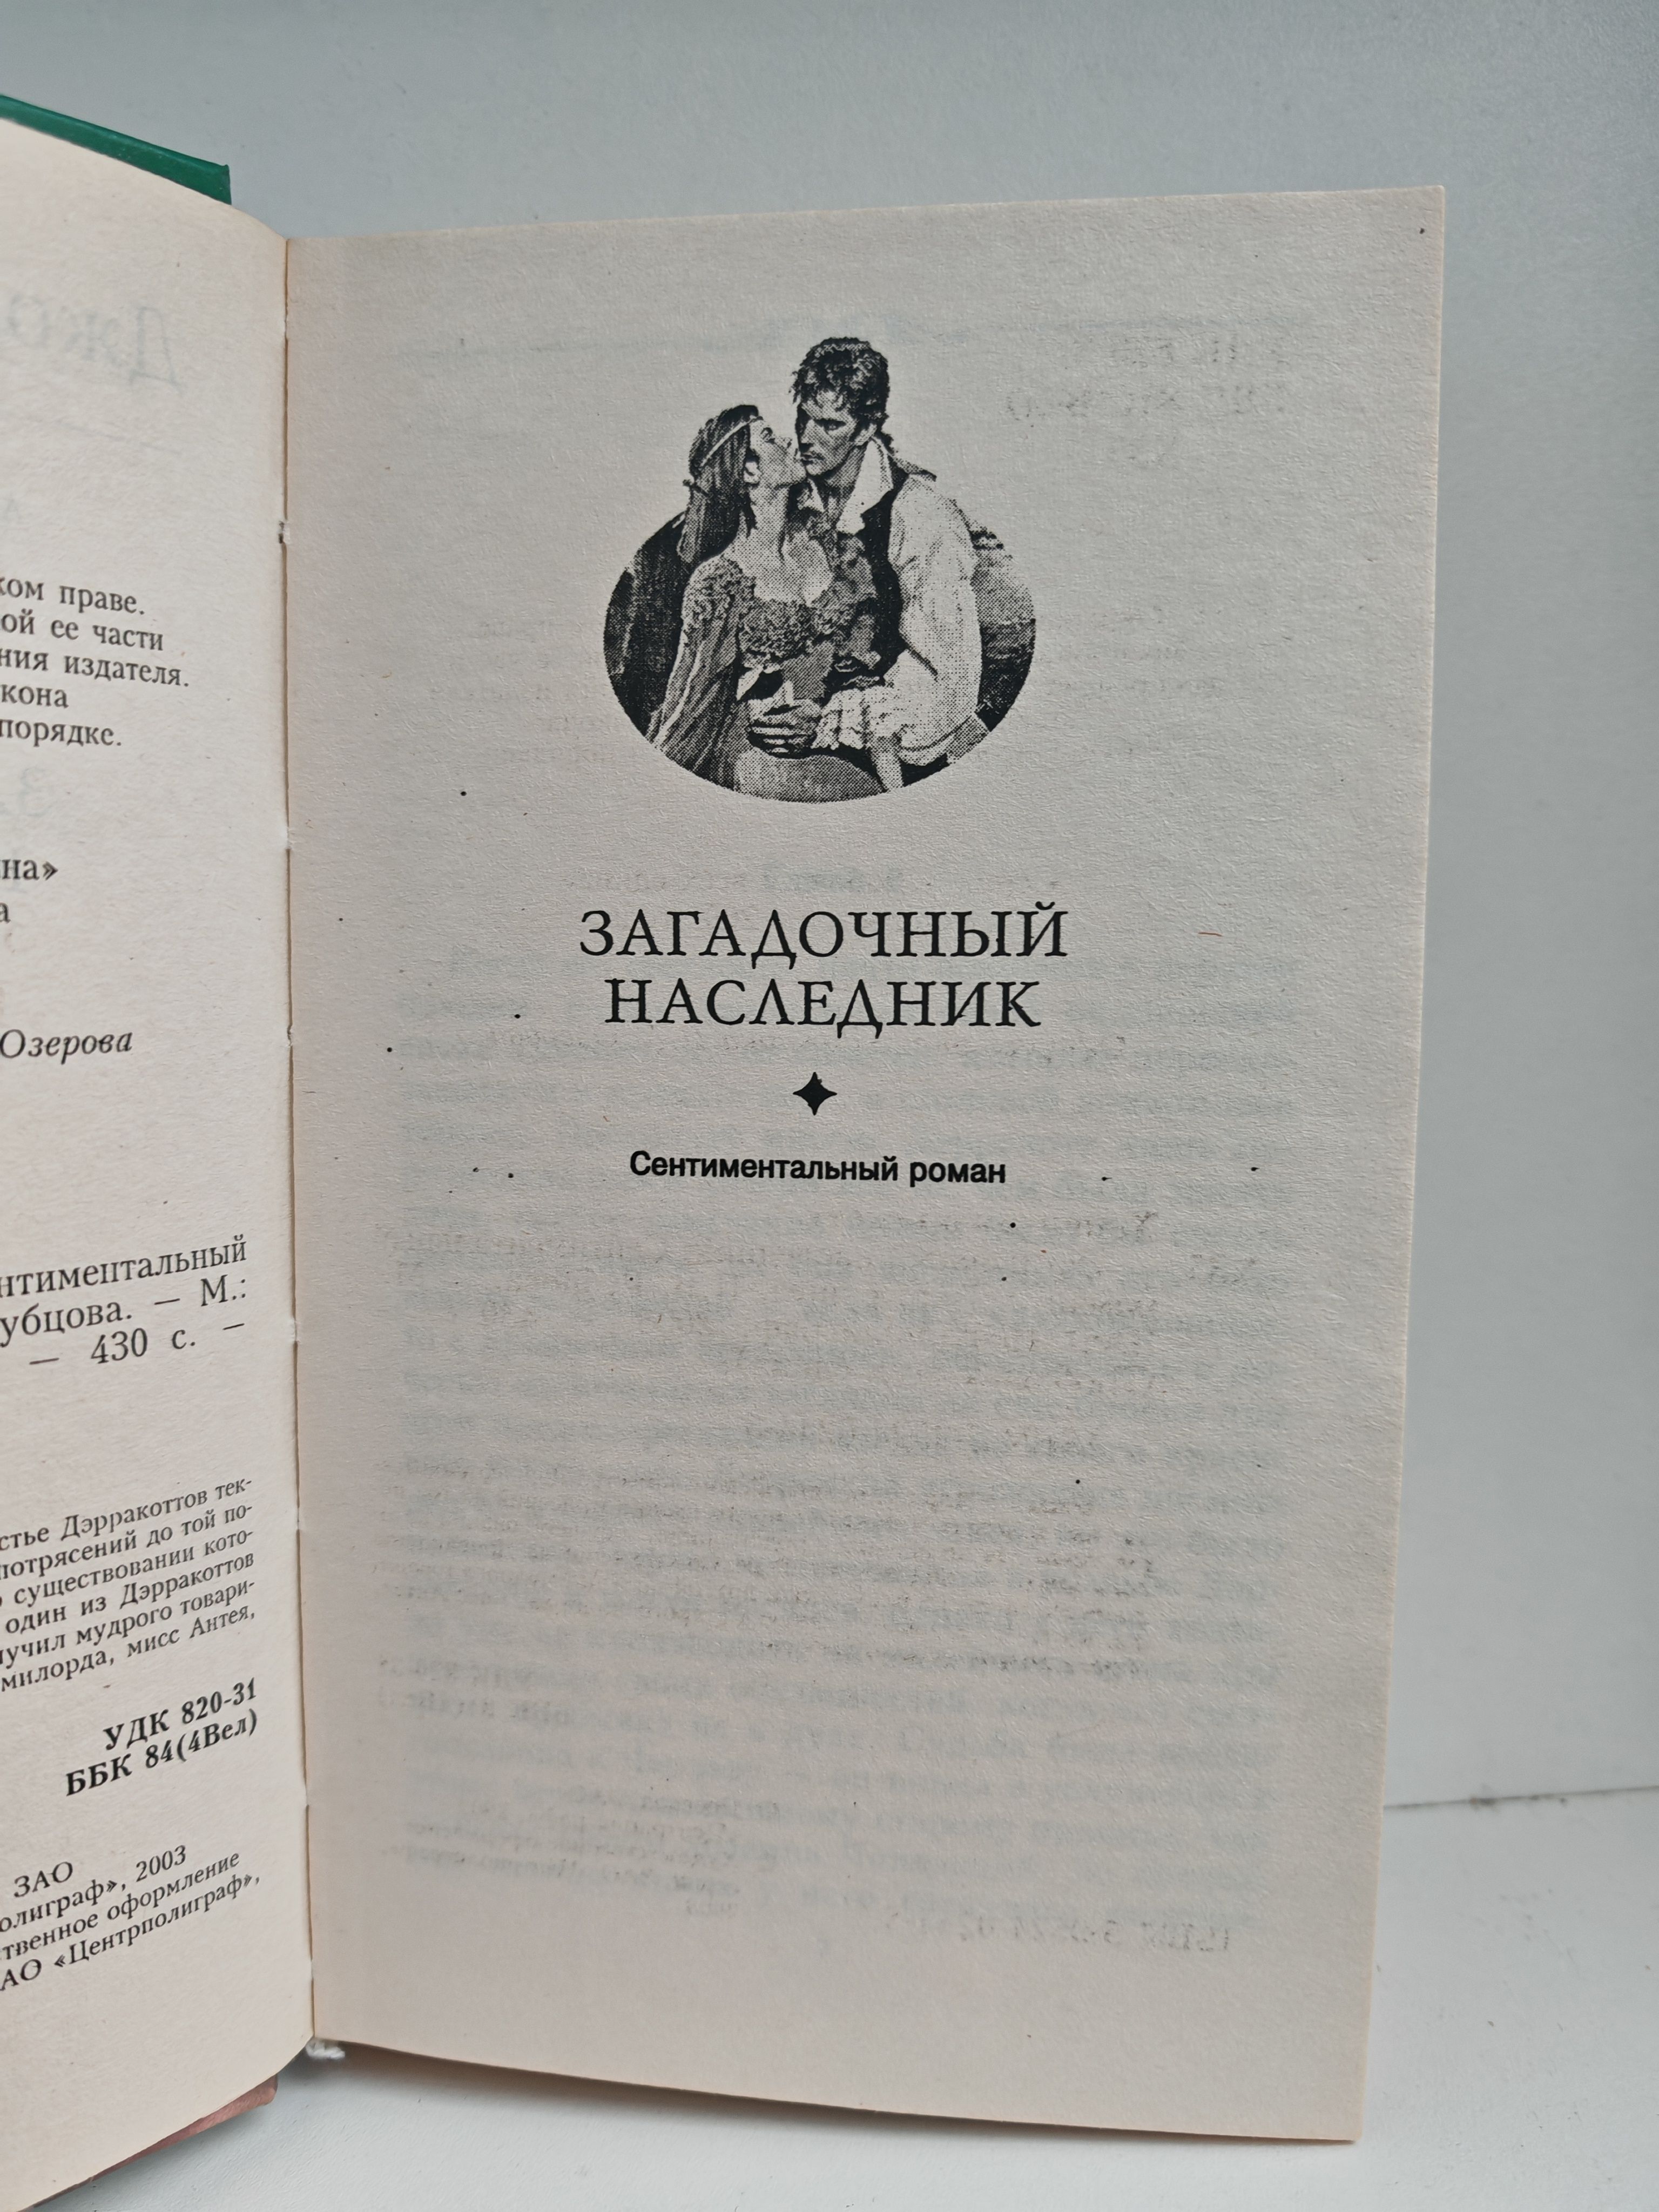 ком праве.
ой ее части
ния издателя.
кона
порядке.
на»
а
Озерова
нтиментальный
убцова. — М.:
— 430 с. —
стье Дэрракоттов тек-
потрясений до той по-
существовании кото-
один из Дэрракоттов
лучил мудрого товари-
милорда, мисс Антея,
УДК 820-31
ББК 84(4Вел)
ЗАО
олиграф», 2003
ственное оформление
АО «Центрполиграф»,
ЗАГАДОЧНЫЙ
НАСЛЕДНИК
Сентиментальный роман